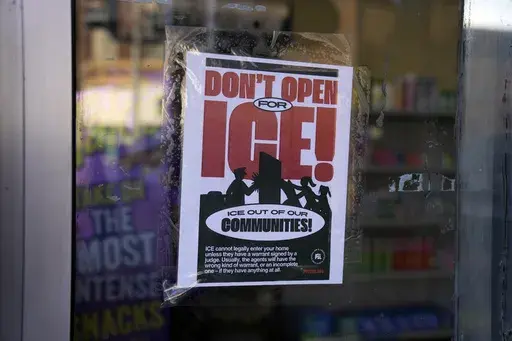 DON'T OPEN
FOR
ICE!
ICE OUT OF OUR
COMMUNITIES!
ICE cannot legally enter your home
unless they have a warrant signed by a
judge. Usually, the agents will have the
wrong kind of warrant, or an incomplete
one - if they have anything at all.
PSL
THE
MOST
INTENSE
SNACKS